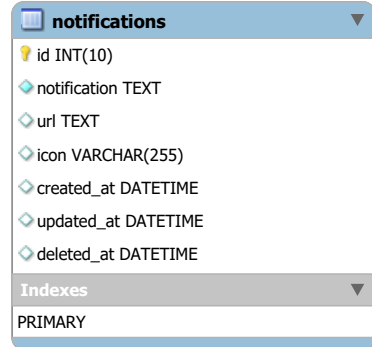 notifications
id INT(10)
notification TEXT
url TEXT
icon VARCHAR(255)
created_at DATETIME
updated_at DATETIME
deleted_at DATETIME
Indexes
PRIMARY